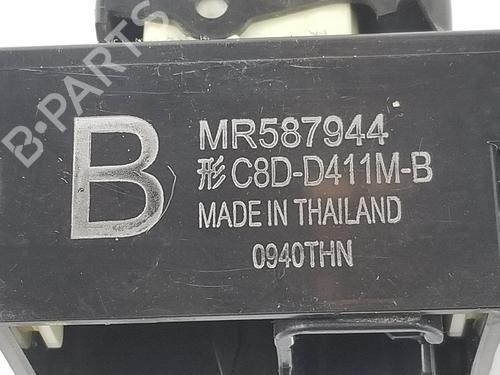 B-PARTS
B
MR587944
形 C8D-D411M-B
MADE IN THAILAND
0940THN